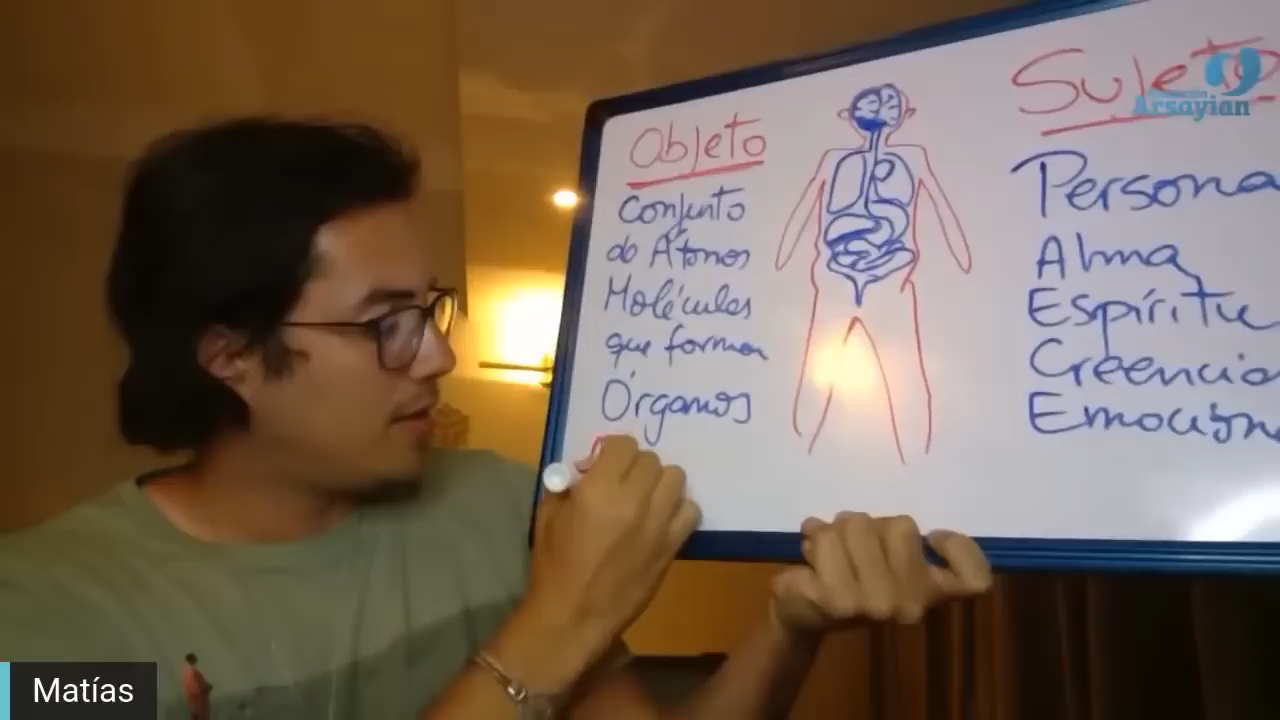 Objeto
Conjunto
de Átomos
Moléculas
que forman
Órganos
Sujeto
Persona
Alma
Espíritu
Creencia
Emocion
Arsayian
Matías